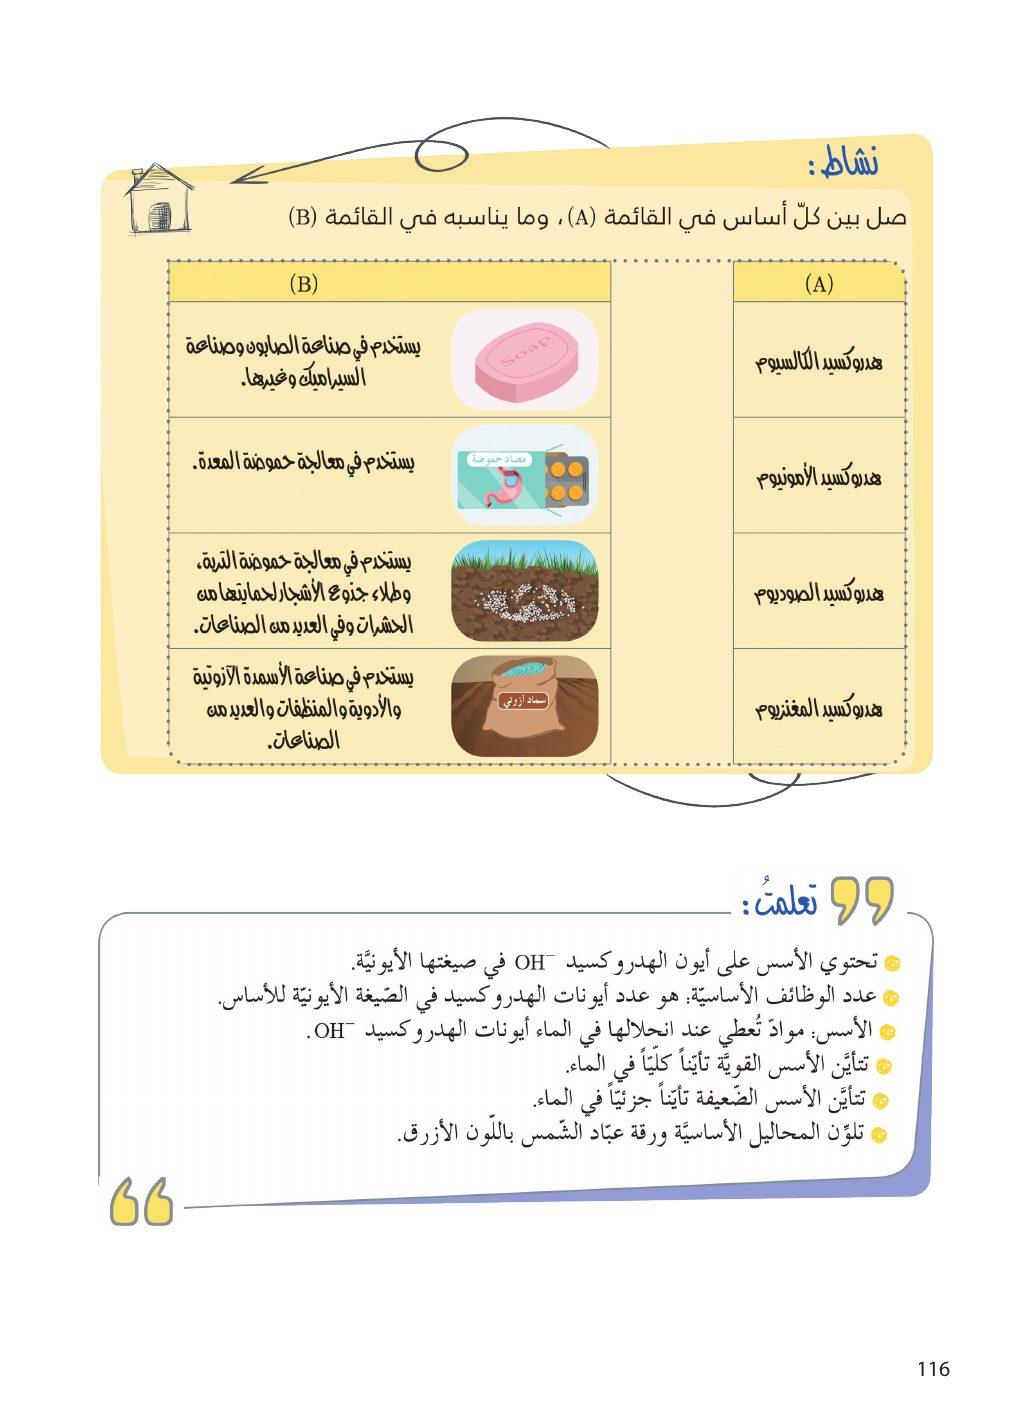 نشاط:
صل بين كلّ أساس في القائمة (A)، وما يناسبه في القائمة (B)
(A)
(B)
هدروكسيد الكالسيوم
Soap
يستخدم في صناعة الصابون وصناعة
السيراميك وغيرها.
هدروكسيد الأمونيوم
مضاد حموضة
يستخدم في معالجة حموضة المعدة.
هدروكسيد الصوديوم
يستخدم في معالجة حموضة التربة،
وطلاء جذوع الأشجار لحمايتها من
الحشرات وفي العديد من الصناعات.
هدروكسيد المغنزيوم
سماد آزوتي
يستخدم في صناعة الأسمدة الآزوتية
والأدوية والمنظفات والعديد من
الصناعات.
تعلمتُ:
تحتوي الأسس على أيون الهدروكسيد OH⁻ في صيغتها الأيونيَّة.
عدد الوظائف الأساسيّة: هو عدد أيونات الهدروكسيد في الصّيغة الأيونيّة للأساس.
الأسس: موادّ تُعطي عند انحلالها في الماء أيونات الهدروكسيد OH⁻.
تتأيَّن الأسس القويَّة تأيّناً كلّيّاً في الماء.
تتأيَّن الأسس الضّعيفة تأيّناً جزئيّاً في الماء.
تلوِّن المحاليل الأساسيَّة ورقة عبّاد الشّمس باللّون الأزرق.
116